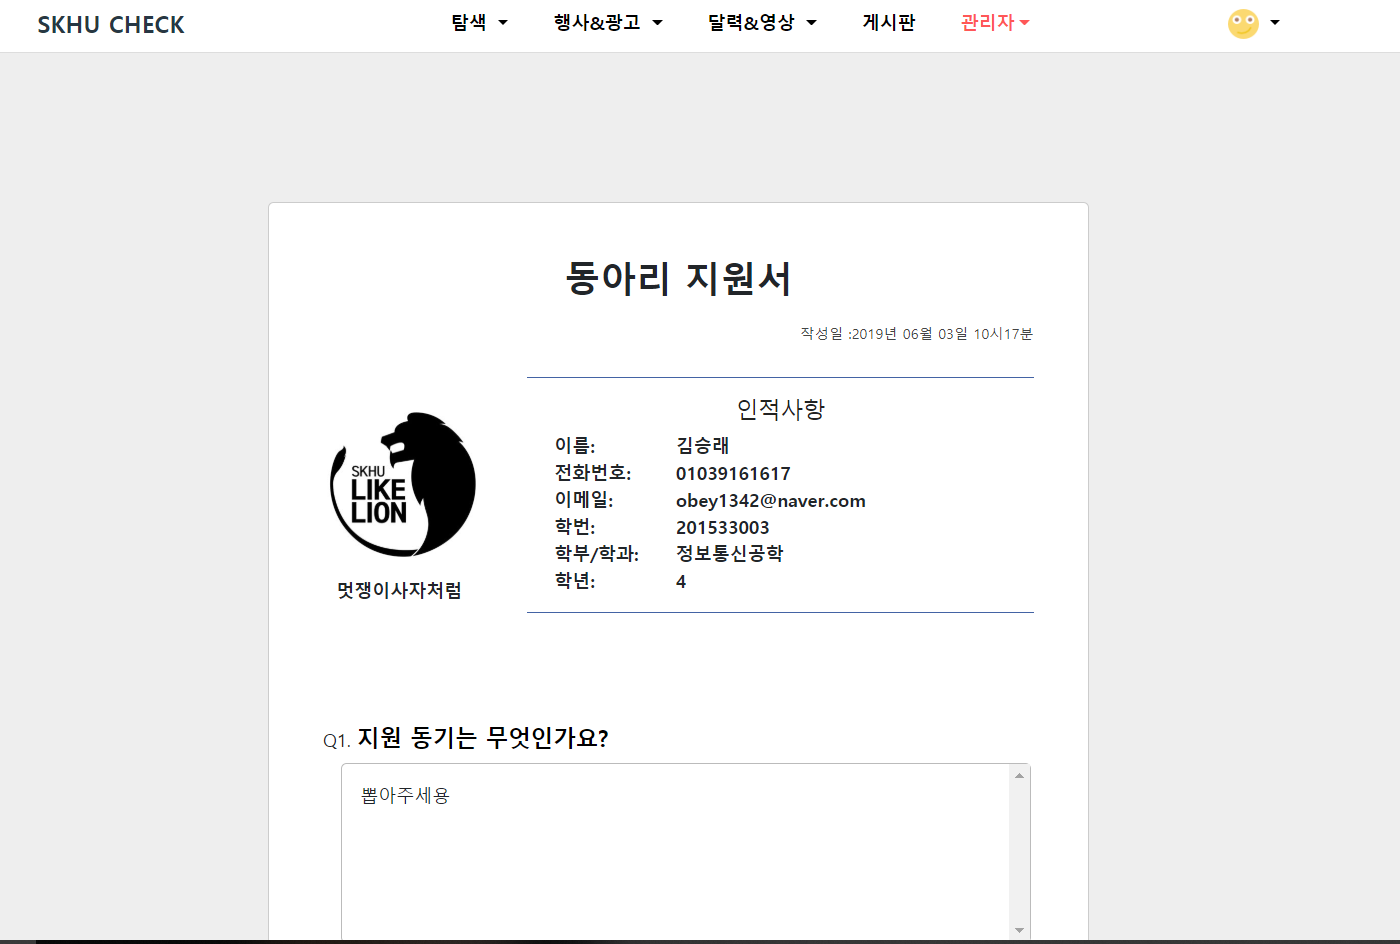 SKHU CHECK 탐색 행사&광고 달력&영상 게시판 관리자
동아리 지원서
작성일 :2019년 06월 03일 10시17분
인적사항
이름: 김승래
전화번호: 01039161617
이메일: obey1342@naver.com
학번: 201533003
학부/학과: 정보통신공학
학년: 4
SKHU
LIKE
LION
멋쟁이사자처럼
Q1. 지원 동기는 무엇인가요?
뽑아주세용